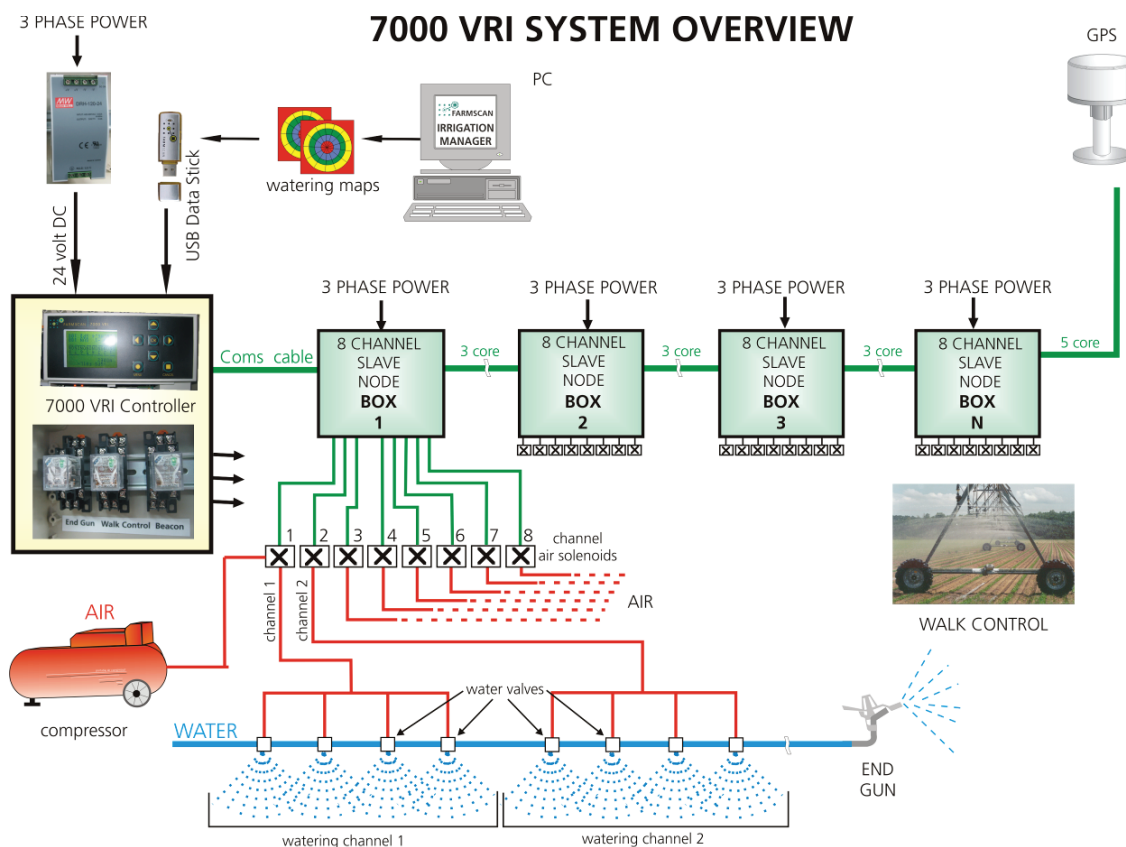 7000 VRI SYSTEM OVERVIEW
3 PHASE POWER
GPS
PC
MW
FARMSCAN
IRRIGATION
MANAGER
watering maps
USB Data Stick
24 volt DC
3 PHASE POWER
3 PHASE POWER
3 PHASE POWER
3 PHASE POWER
Coms cable
8 CHANNEL
SLAVE
NODE
BOX
1
3 core
8 CHANNEL
SLAVE
NODE
BOX
2
3 core
8 CHANNEL
SLAVE
NODE
BOX
3
3 core
8 CHANNEL
SLAVE
NODE
BOX
N
5 core
7000 VRI Controller
End Gun Walk Control Beacon
1 2 3 4 5 6 7 8
channel
air solenoids
channel 1
channel 2
AIR
AIR
WALK CONTROL
compressor
water valves
WATER
END
GUN
watering channel 1
watering channel 2